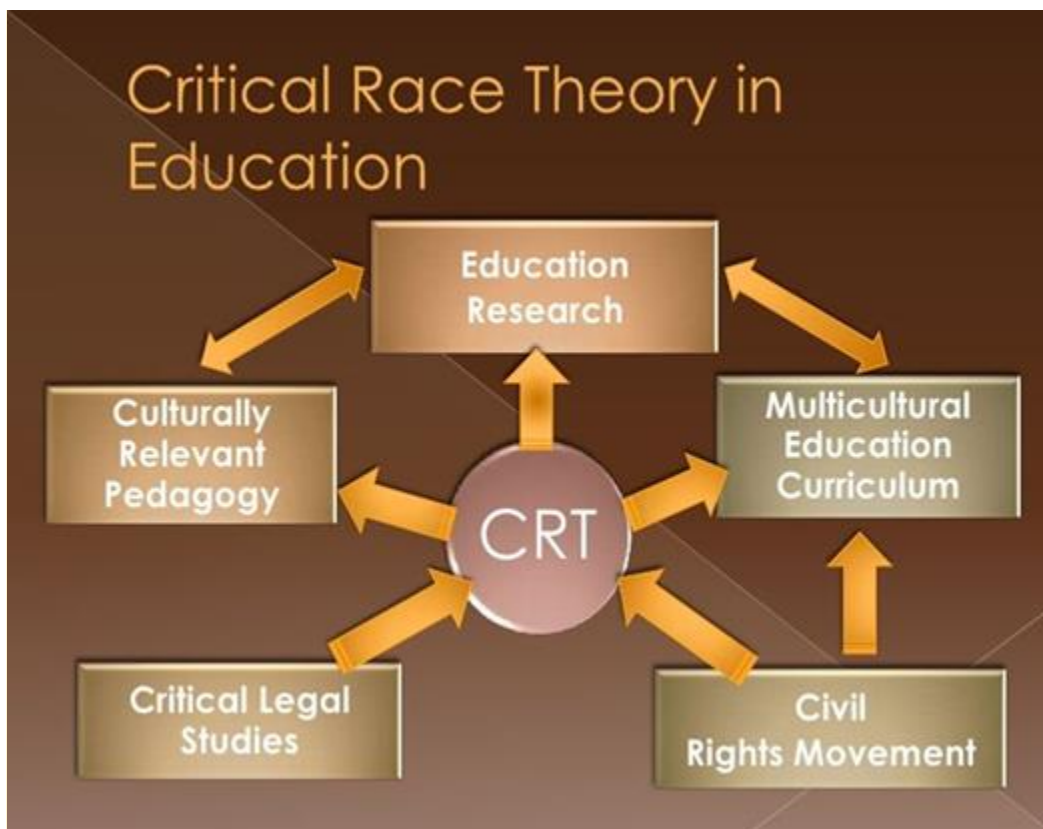 Critical Race Theory in
Education
Education
Research
Culturally
Relevant
Pedagogy
Multicultural
Education
Curriculum
CRT
Critical Legal
Studies
Civil
Rights Movement